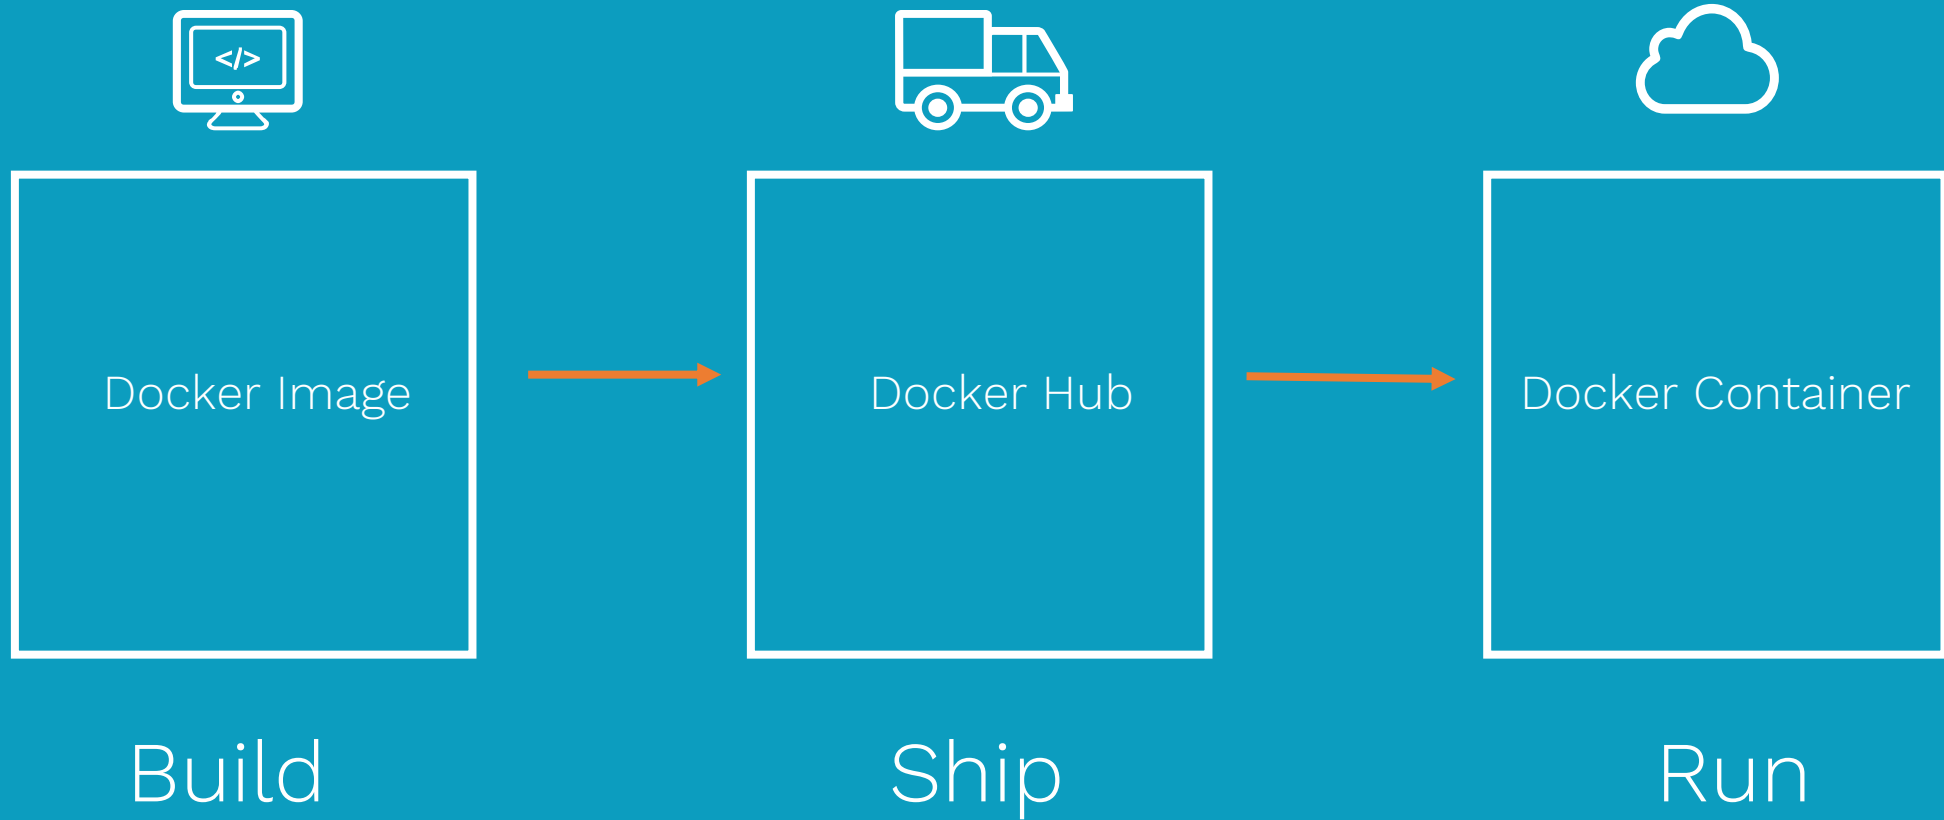 </>
Docker Image
Docker Hub
Docker Container
Build
Ship
Run